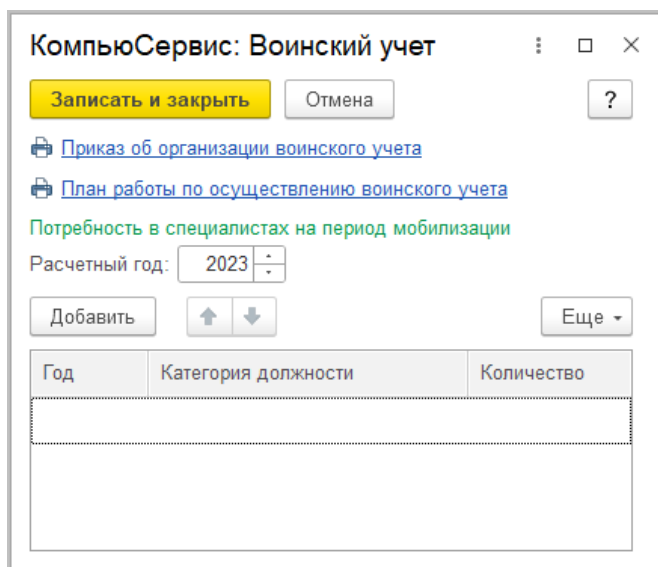 КомпьюСервис: Воинский учет
Записать и закрыть Отмена ?
Приказ об организации воинского учета
План работы по осуществлению воинского учета
Потребность в специалистах на период мобилизации
Расчетный год: 2023
Добавить Еще
Год Категория должности Количество